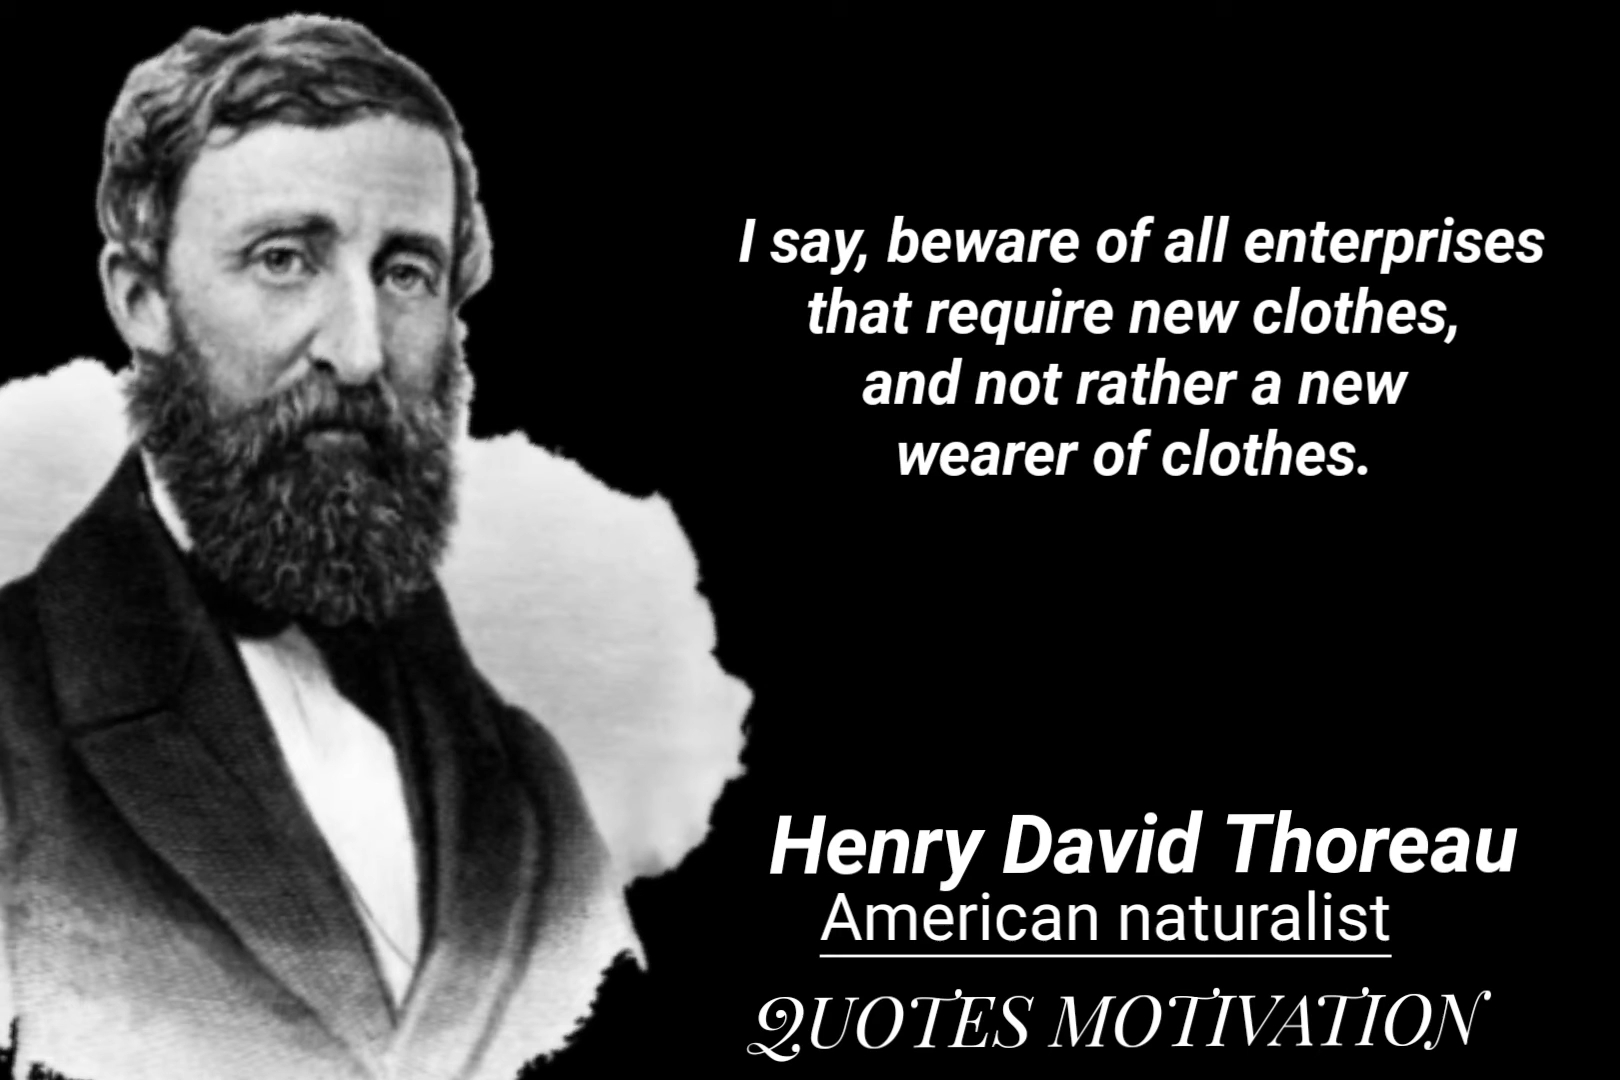 I say, beware of all enterprises
that require new clothes,
and not rather a new
wearer of clothes.
Henry David Thoreau
American naturalist
QUOTES MOTIVATION